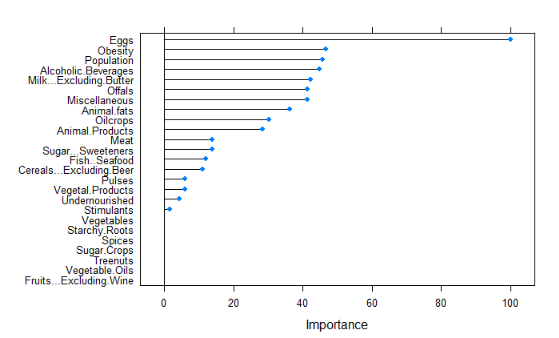 Eggs
Obesity
Population
Alcoholic.Beverages
Milk...Excluding.Butter
Offals
Miscellaneous
Animal.fats
Oilcrops
Animal.Products
Meat
Sugar...Sweeteners
Fish..Seafood
Cereals...Excluding.Beer
Pulses
Vegetal.Products
Undernourished
Stimulants
Vegetables
Starchy.Roots
Spices
Sugar.Crops
Treenuts
Vegetable.Oils
Fruits...Excluding.Wine
0 20 40 60 80 100
Importance